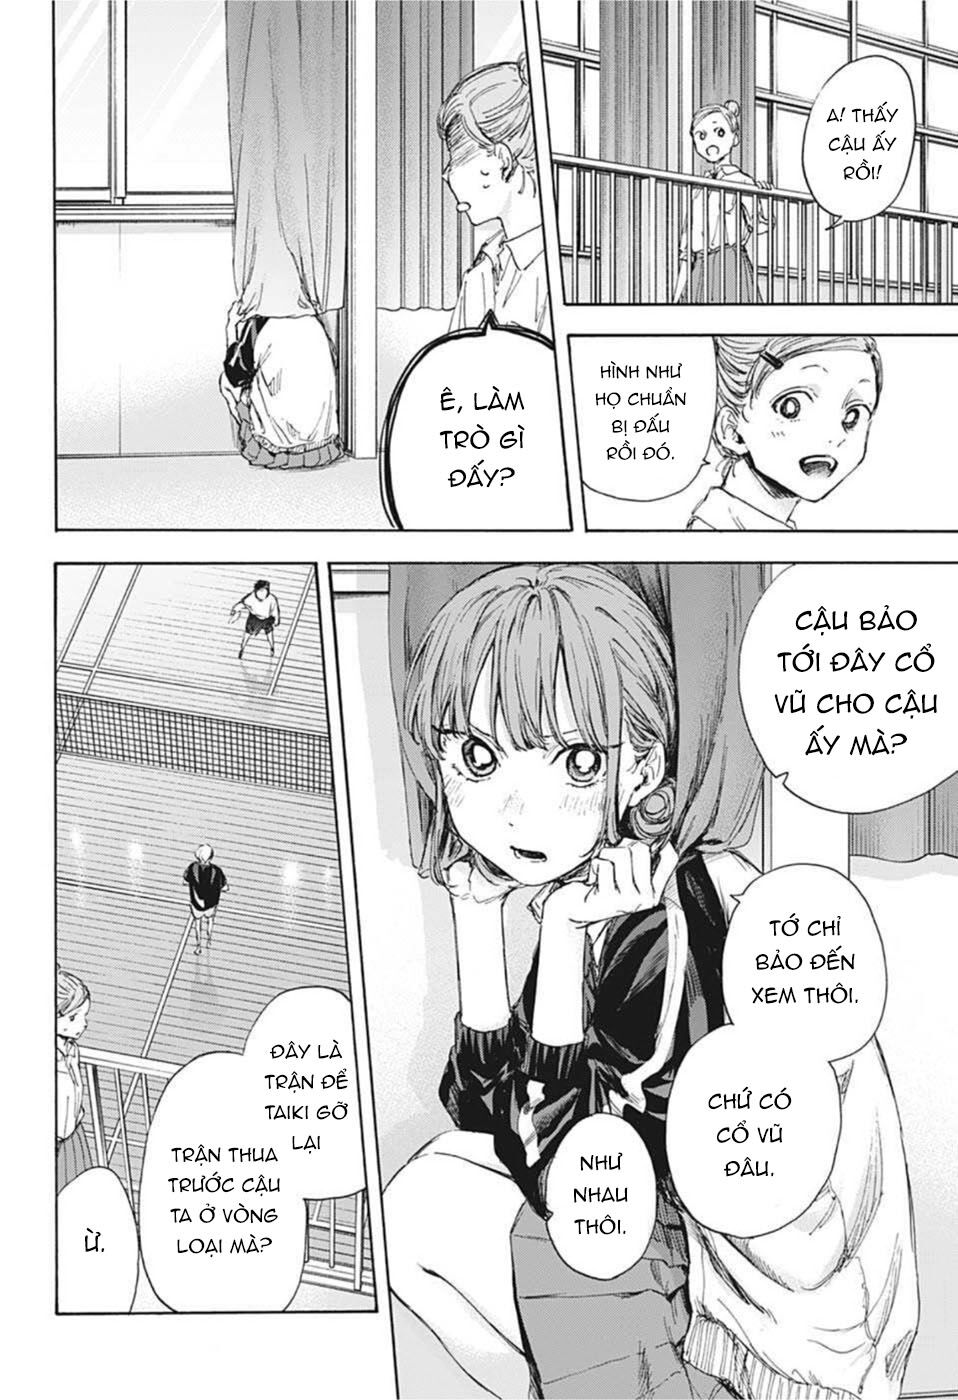 A! THẤY
CẬU ẤY
RỒI!
HÌNH NHƯ
HỌ CHUẨN
BỊ ĐẤU
RỒI ĐÓ.
Ê, LÀM
TRÒ GÌ
ĐẤY?
CẬU BẢO
TỚI ĐÂY CỔ
VŨ CHO CẬU
ẤY MÀ?
TỚ CHỈ
BẢO ĐẾN
XEM THÔI.
CHỨ CÓ
CỔ VŨ
ĐÂU.
NHƯ
NHAU
THÔI.
ĐÂY LÀ
TRẬN ĐỂ
TAIKI GỠ
LẠI
TRẬN THUA
TRƯỚC CẬU
TA Ở VÒNG
LOẠI MÀ?
Ừ.